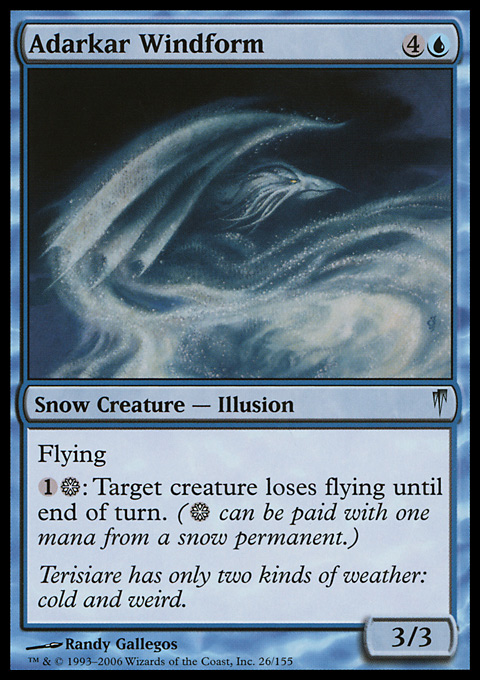 Adarkar Windform 4
Snow Creature — Illusion
Flying
1 : Target creature loses flying until
end of turn. ( can be paid with one
mana from a snow permanent.)
Terisiare has only two kinds of weather:
cold and weird.
3/3
Randy Gallegos
™ & © 1993–2006 Wizards of the Coast, Inc. 26/155